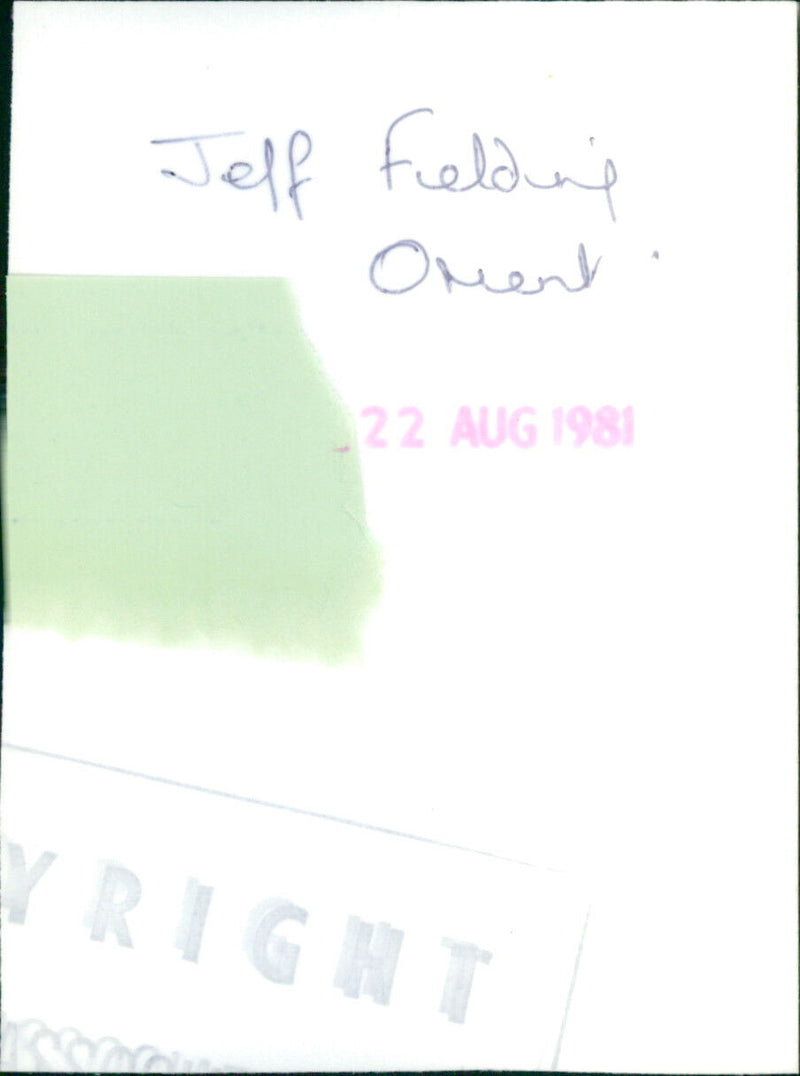 Jeff Fielding
Orient
22 AUG 1981
YRIGHT